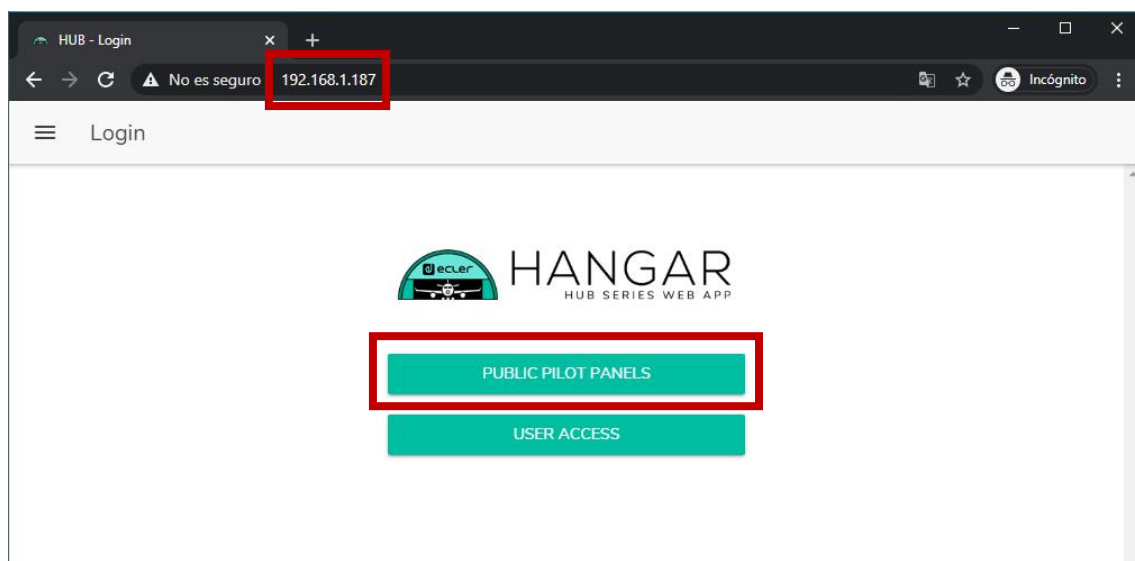 HUB - Login
No es seguro 192.168.1.187 Incógnito
Login
ecler
HANGAR
HUB SERIES WEB APP
PUBLIC PILOT PANELS
USER ACCESS